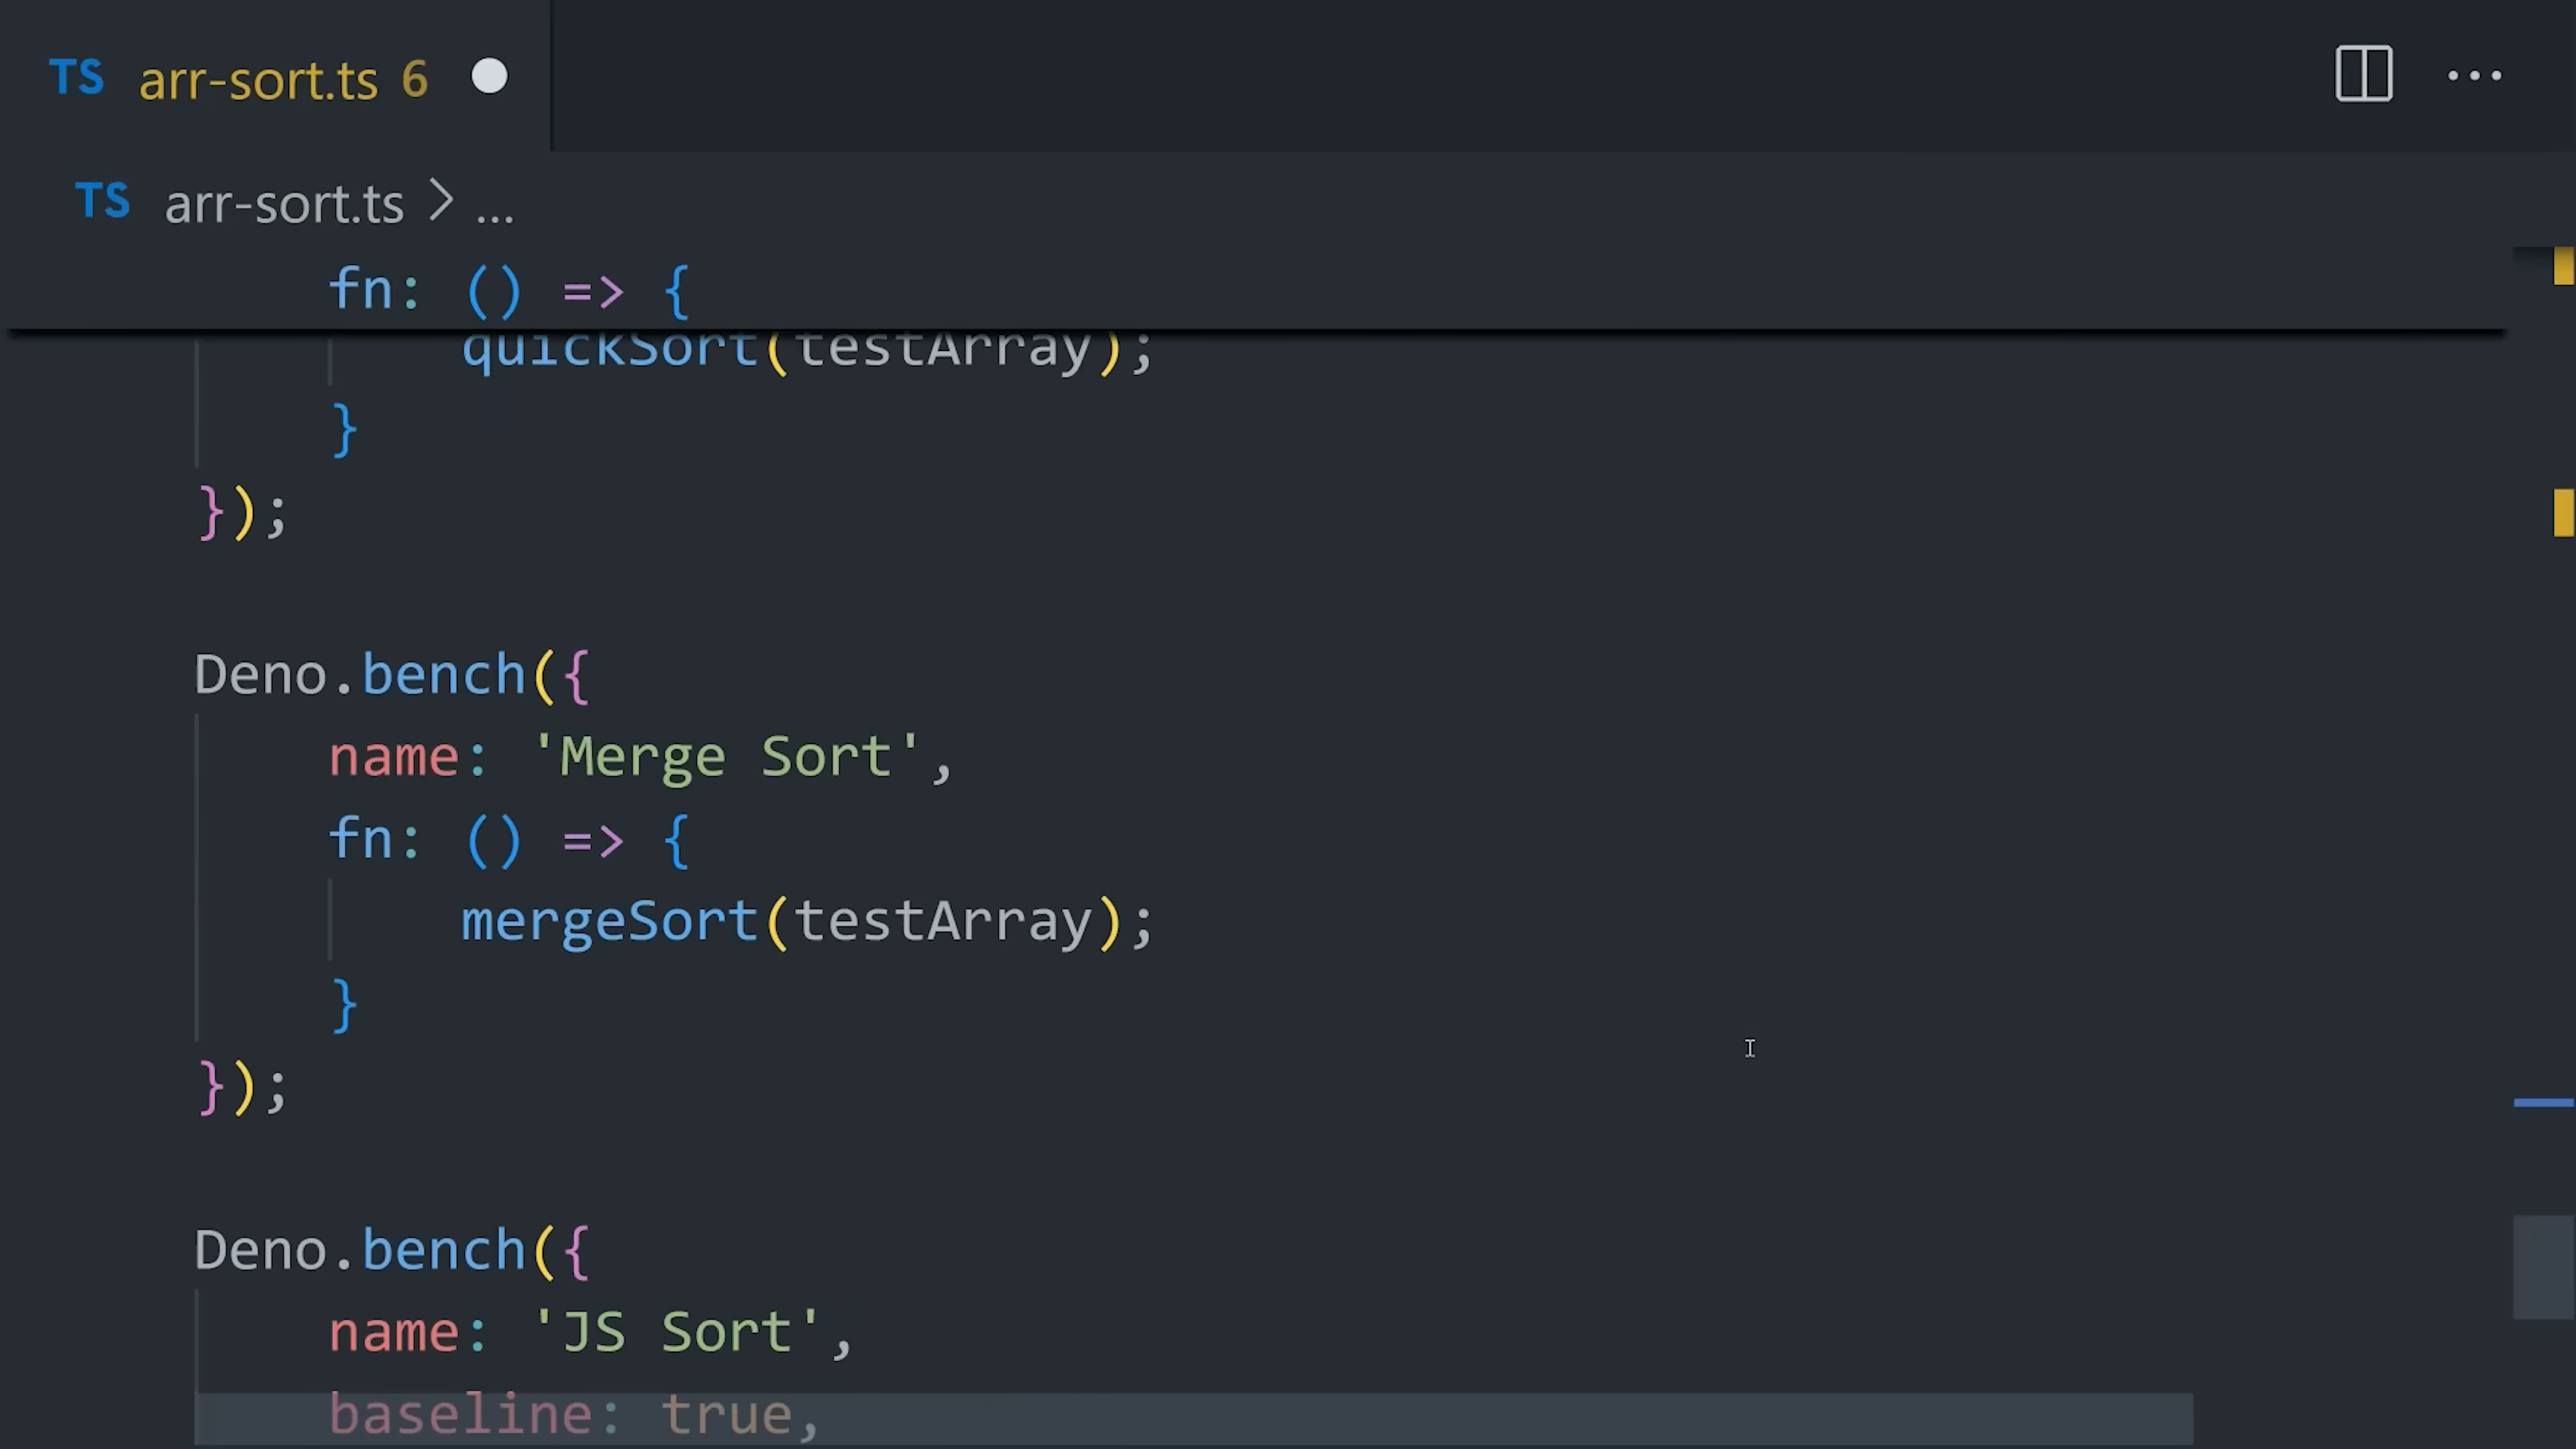 TS arr-sort.ts 6
TS arr-sort.ts > ...
fn: () => {
quickSort(testArray);
}
});
Deno.bench({
name: 'Merge Sort',
fn: () => {
mergeSort(testArray);
}
});
Deno.bench({
name: 'JS Sort',
baseline: true,